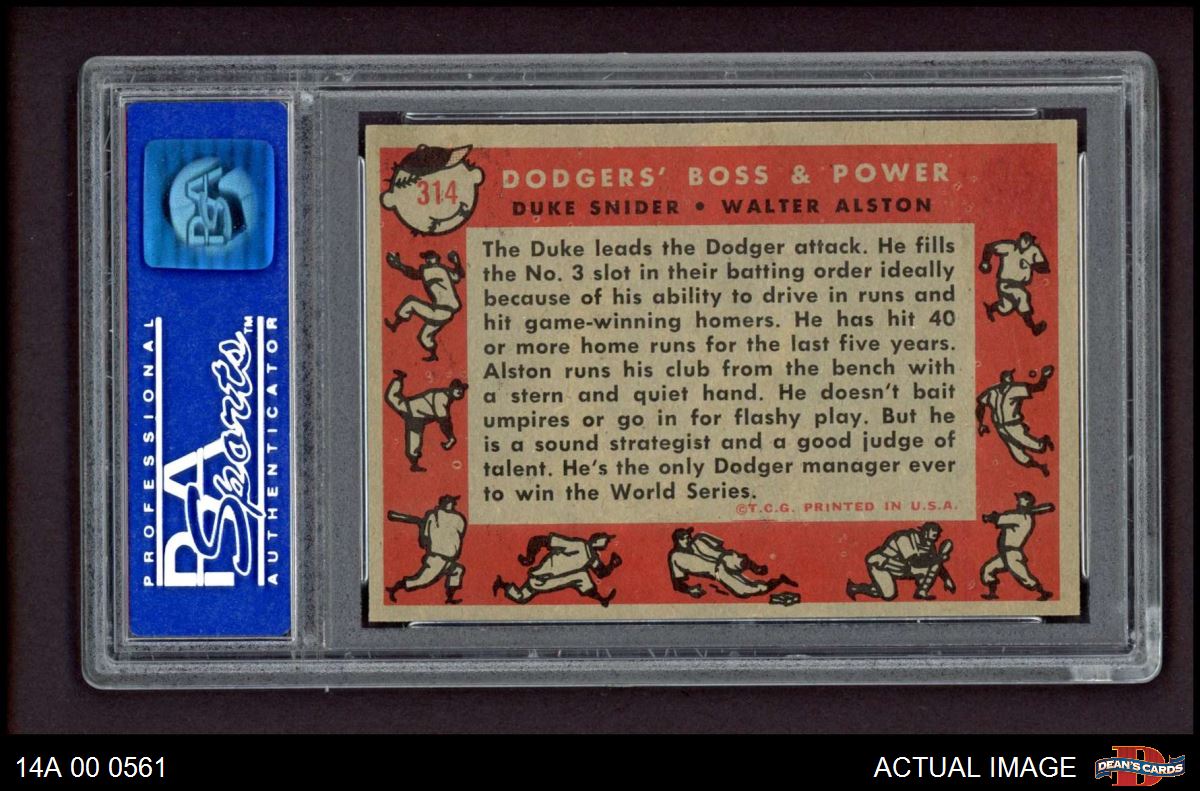 314
DODGERS' BOSS & POWER
DUKE SNIDER • WALTER ALSTON
The Duke leads the Dodger attack. He fills
the No. 3 slot in their batting order ideally
because of his ability to drive in runs and
hit game-winning homers. He has hit 40
or more home runs for the last five years.
Alston runs his club from the bench with
a stern and quiet hand. He doesn't bait
umpires or go in for flashy play. But he
is a sound strategist and a good judge of
talent. He's the only Dodger manager ever
to win the World Series.
©T.C.G. PRINTED IN U.S.A.
PSA
PROFESSIONAL
PSA Sports™
AUTHENTICATOR
14A 00 0561
ACTUAL IMAGE
D
DEAN'S CARDS